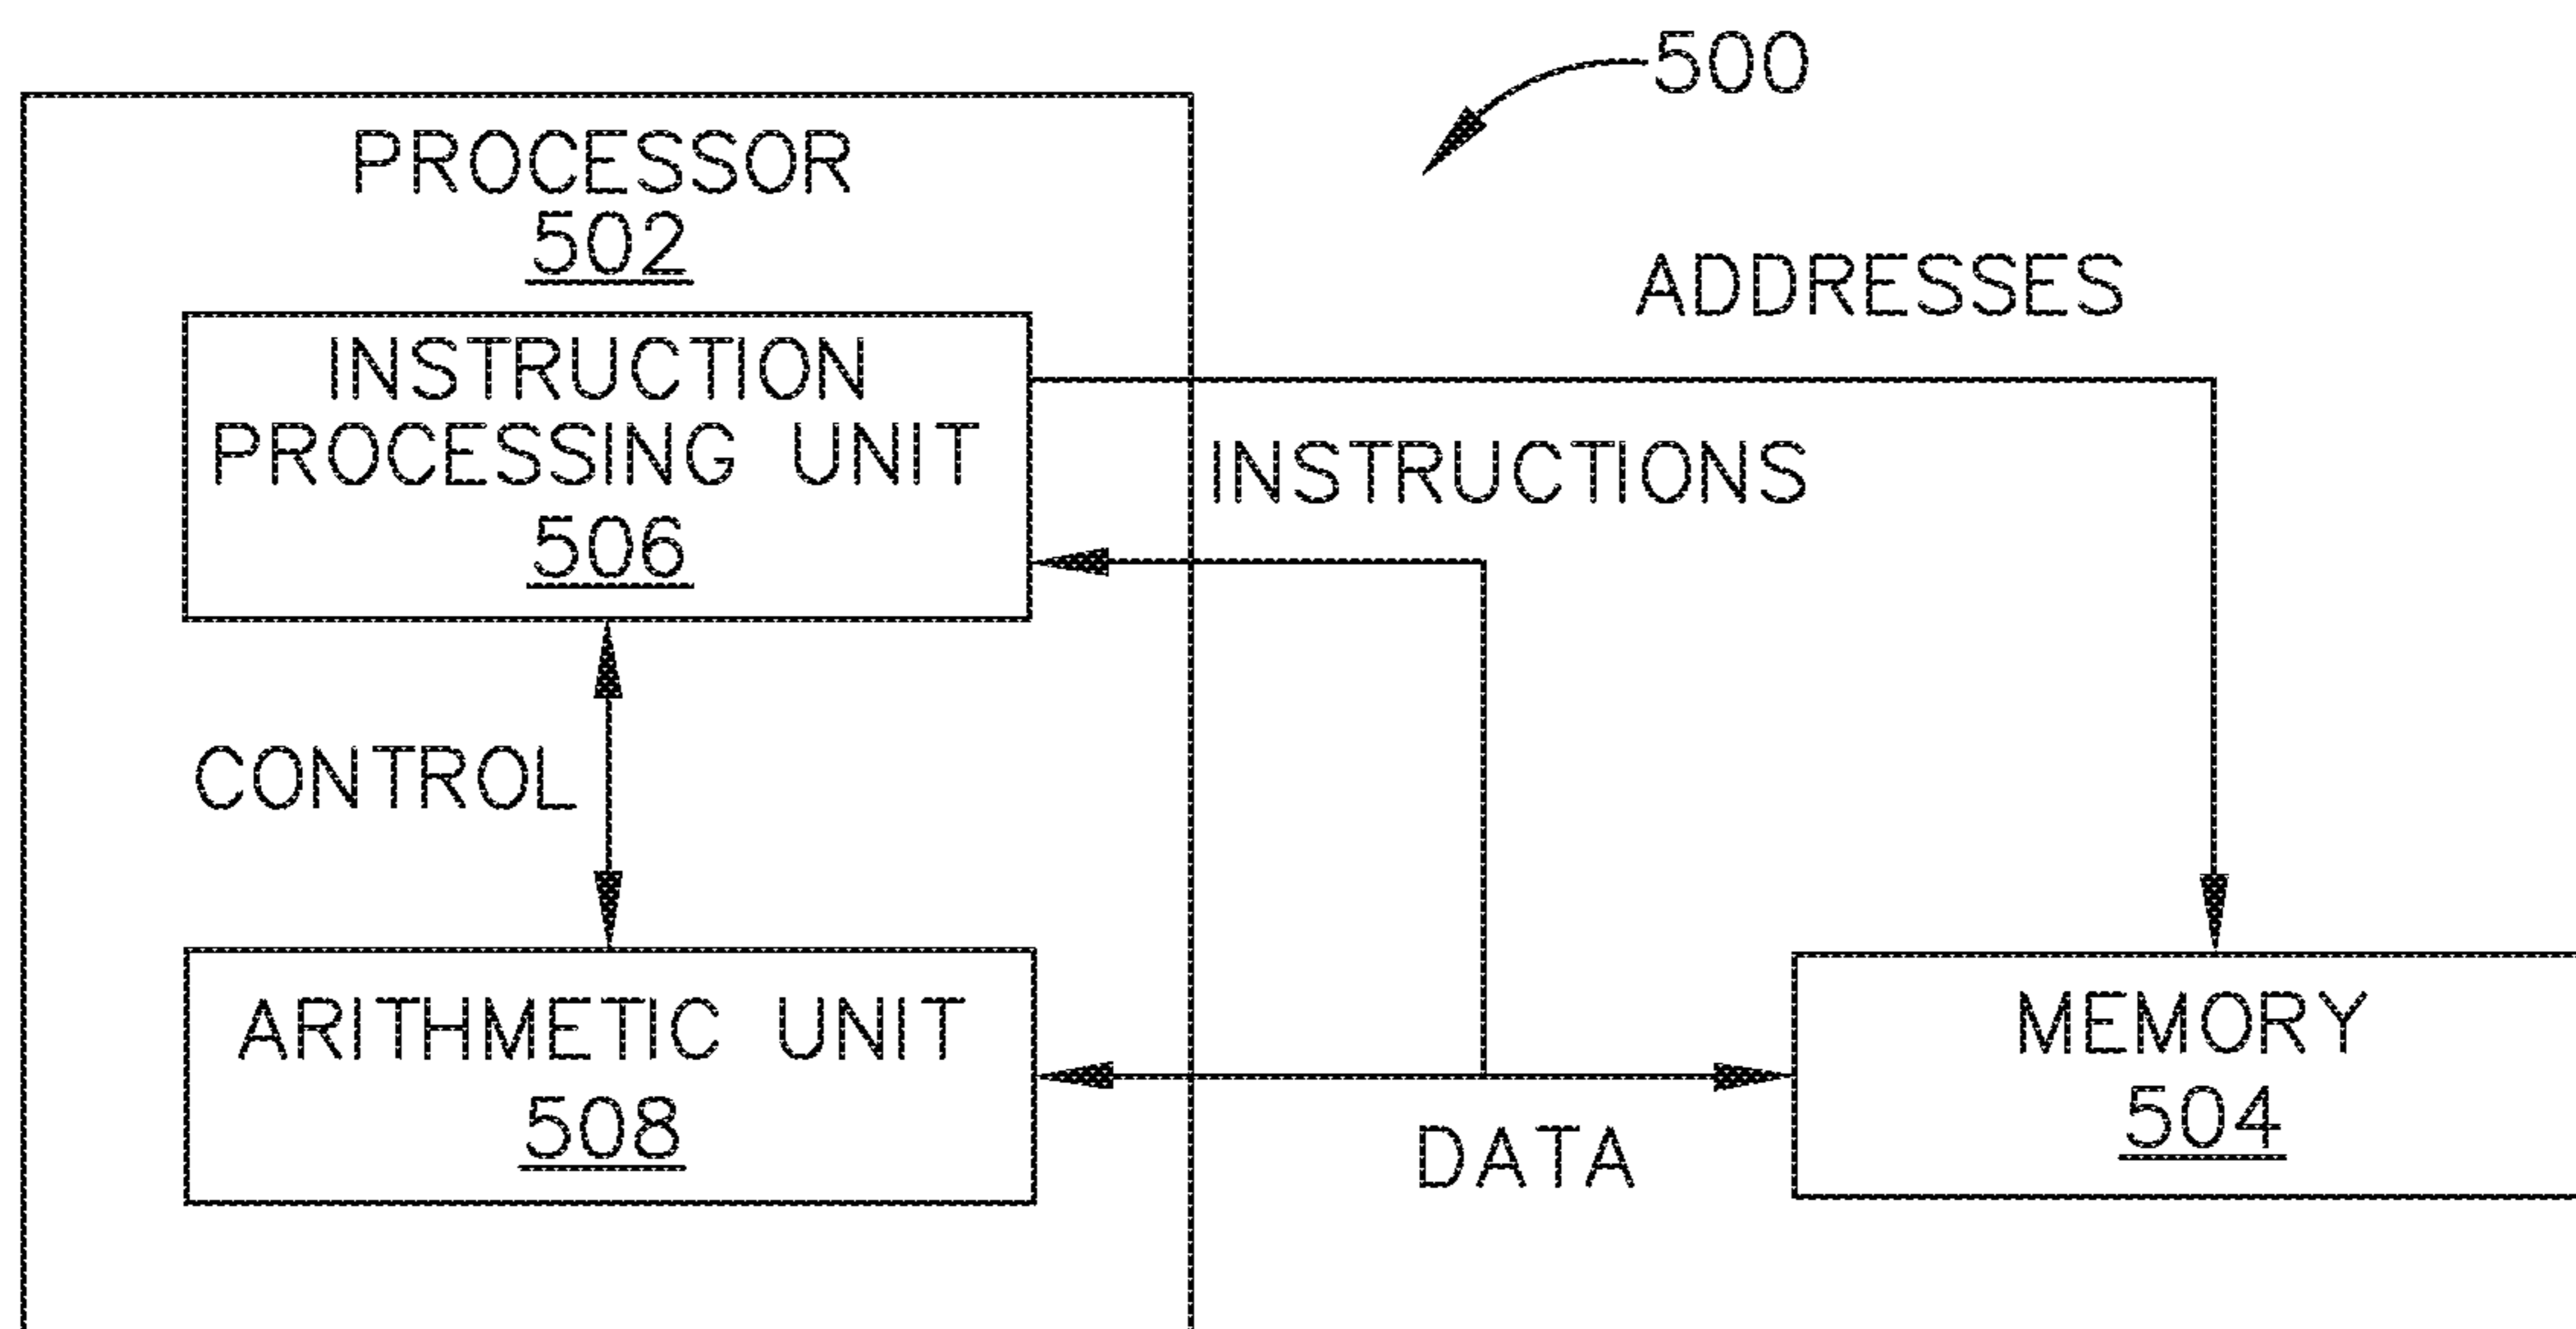 500
PROCESSOR
502
ADDRESSES
INSTRUCTION
PROCESSING UNIT
506
INSTRUCTIONS
CONTROL
ARITHMETIC UNIT
508
DATA
MEMORY
504